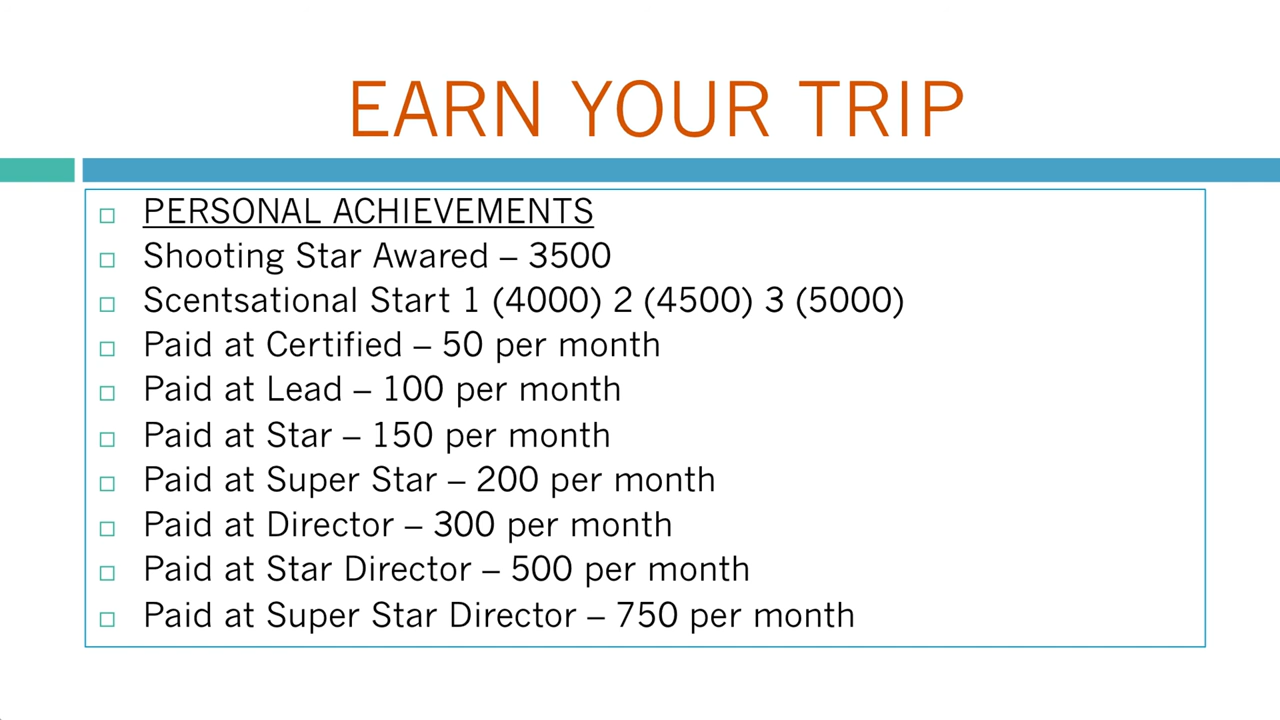 EARN YOUR TRIP
PERSONAL ACHIEVEMENTS
Shooting Star Awared – 3500
Scentsational Start 1 (4000) 2 (4500) 3 (5000)
Paid at Certified – 50 per month
Paid at Lead – 100 per month
Paid at Star – 150 per month
Paid at Super Star – 200 per month
Paid at Director – 300 per month
Paid at Star Director – 500 per month
Paid at Super Star Director – 750 per month